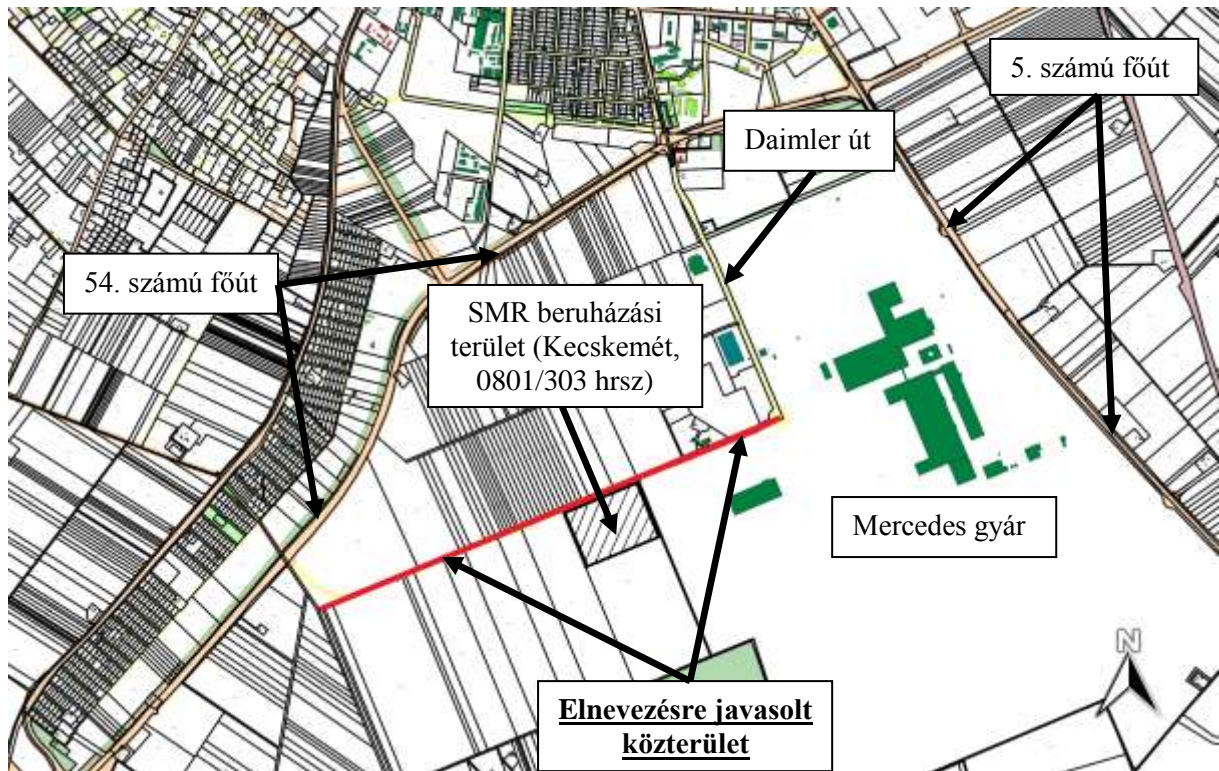 5. számú főút
Daimler út
54. számú főút
SMR beruházási
terület (Kecskemét,
0801/303 hrsz)
Mercedes gyár
N
Elnevezésre javasolt
közterület